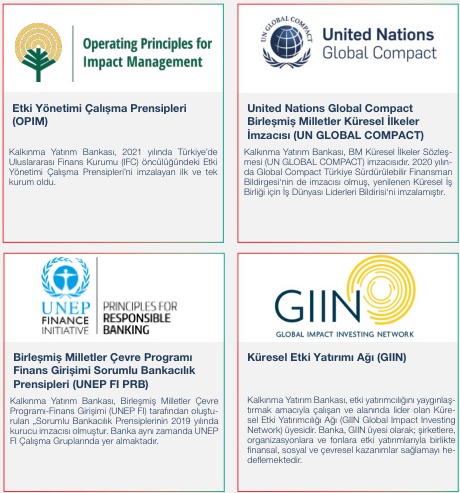 Operating Principles for
Impact Management
Etki Yönetimi Çalışma Prensipleri
(OPIM)
Kalkınma Yatırım Bankası, 2021 yılında Türkiye'de
Uluslararası Finans Kurumu (IFC) öncülüğündeki Etki
Yönetimi Çalışma Prensipleri'ni imzalayan ilk ve tek
kurum oldu.
UN GLOBAL COMPACT
United Nations
Global Compact
United Nations Global Compact
Birleşmiş Milletler Küresel İlkeler
İmzacısı (UN GLOBAL COMPACT)
Kalkınma Yatırım Bankası, BM Küresel İlkeler Sözleş-
mesi (UN GLOBAL COMPACT) imzacısıdır. 2020 yılın-
da Global Compact Türkiye Sürdürülebilir Finansman
Bildirgesi'nin de imzacısı olmuş, yenilenen Küresel İş
Birliği için İş Dünyası Liderleri Bildirisi'ni imzalamıştır.
UNEP
FINANCE
INITIATIVE
PRINCIPLES FOR
RESPONSIBLE
BANKING
Birleşmiş Milletler Çevre Programı
Finans Girişimi Sorumlu Bankacılık
Prensipleri (UNEP FI PRB)
Kalkınma Yatırım Bankası, Birleşmiş Milletler Çevre
Programı-Finans Girişimi (UNEP FI) tarafından oluştu-
rulan „Sorumlu Bankacılık Prensiplerinin 2019 yılında
kurucu imzacısı olmuştur. Banka aynı zamanda UNEP
FI Çalışma Gruplarında yer almaktadır.
GIIN
GLOBAL IMPACT INVESTING NETWORK
Küresel Etki Yatırımı Ağı (GIIN)
Kalkınma Yatırım Bankası, etki yatırımcılığını yaygınlaş-
tırmak amacıyla çalışan ve alanında lider olan Küre-
sel Etki Yatırımcılığı Ağı (GIIN Global Impact Investing
Network) üyesidir. Banka, GIIN üyesi olarak; şirketlere,
organizasyonlara ve fonlara etki yatırımlarıyla birlikte
finansal, sosyal ve çevresel kazanımlar sağlamayı he-
deflemektedir.